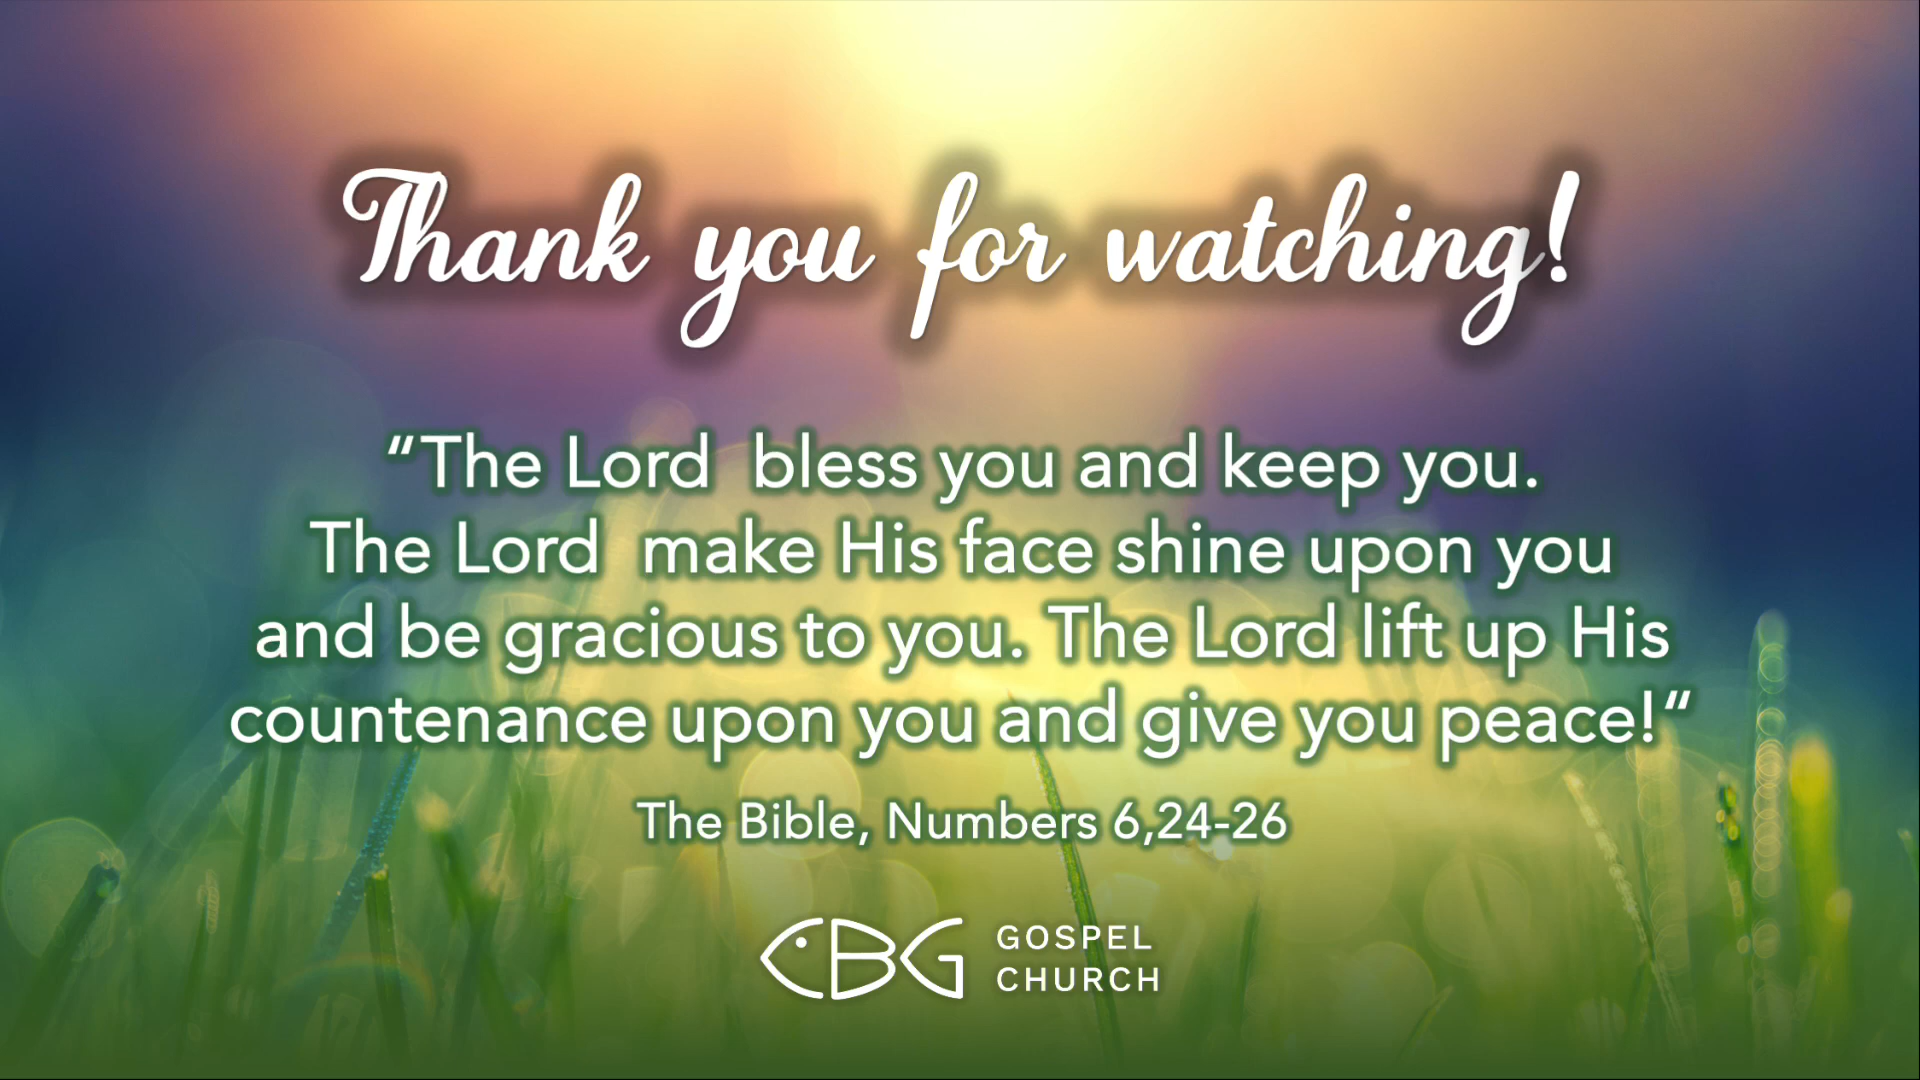 Thank you for watching!
“The Lord  bless you and keep you.
The Lord  make His face shine upon you
and be gracious to you. The Lord lift up His
countenance upon you and give you peace!“
The Bible, Numbers 6,24-26
CBG GOSPEL
CHURCH